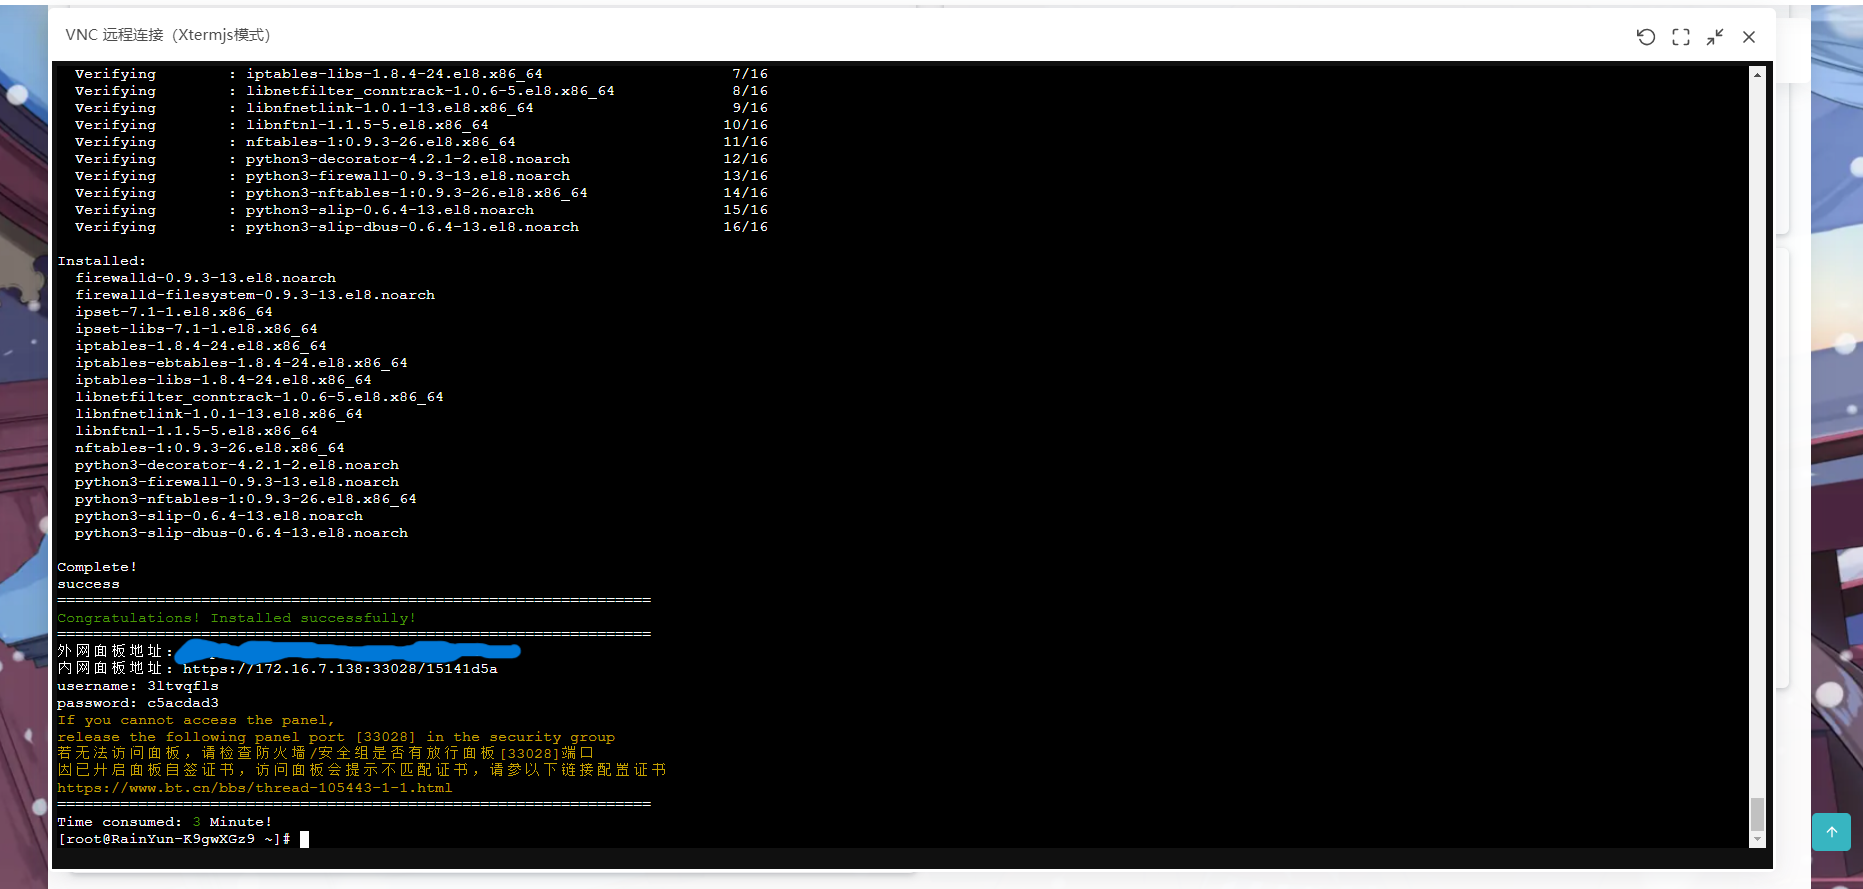 VNC 远程连接（Xtermjs模式）
Verifying : iptables-libs-1.8.4-24.el8.x86_64 7/16
Verifying : libnetfilter_conntrack-1.0.6-5.el8.x86_64 8/16
Verifying : libnfnetlink-1.0.1-13.el8.x86_64 9/16
Verifying : libnftnl-1.1.5-5.el8.x86_64 10/16
Verifying : nftables-1:0.9.3-26.el8.x86_64 11/16
Verifying : python3-decorator-4.2.1-2.el8.noarch 12/16
Verifying : python3-firewall-0.9.3-13.el8.noarch 13/16
Verifying : python3-nftables-1:0.9.3-26.el8.x86_64 14/16
Verifying : python3-slip-0.6.4-13.el8.noarch 15/16
Verifying : python3-slip-dbus-0.6.4-13.el8.noarch 16/16
Installed:
firewalld-0.9.3-13.el8.noarch
firewalld-filesystem-0.9.3-13.el8.noarch
ipset-7.1-1.el8.x86_64
ipset-libs-7.1-1.el8.x86_64
iptables-1.8.4-24.el8.x86_64
iptables-ebtables-1.8.4-24.el8.x86_64
iptables-libs-1.8.4-24.el8.x86_64
libnetfilter_conntrack-1.0.6-5.el8.x86_64
libnfnetlink-1.0.1-13.el8.x86_64
libnftnl-1.1.5-5.el8.x86_64
nftables-1:0.9.3-26.el8.x86_64
python3-decorator-4.2.1-2.el8.noarch
python3-firewall-0.9.3-13.el8.noarch
python3-nftables-1:0.9.3-26.el8.x86_64
python3-slip-0.6.4-13.el8.noarch
python3-slip-dbus-0.6.4-13.el8.noarch
Complete!
success
==================================================================
Congratulations! Installed successfully!
==================================================================
外网面板地址:
内网面板地址: https://172.16.7.138:33028/15141d5a
username: 3ltvqfls
password: c5acdad3
If you cannot access the panel,
release the following panel port [33028] in the security group
若无法访问面板，请检查防火墙/安全组是否有放行面板[33028]端口
因已开启面板自签证书，访问面板会提示不匹配证书，请参以下链接配置证书
https://www.bt.cn/bbs/thread-105443-1-1.html
==================================================================
Time consumed: 3 Minute!
[root@RainYun-K9gwXGz9 ~]#